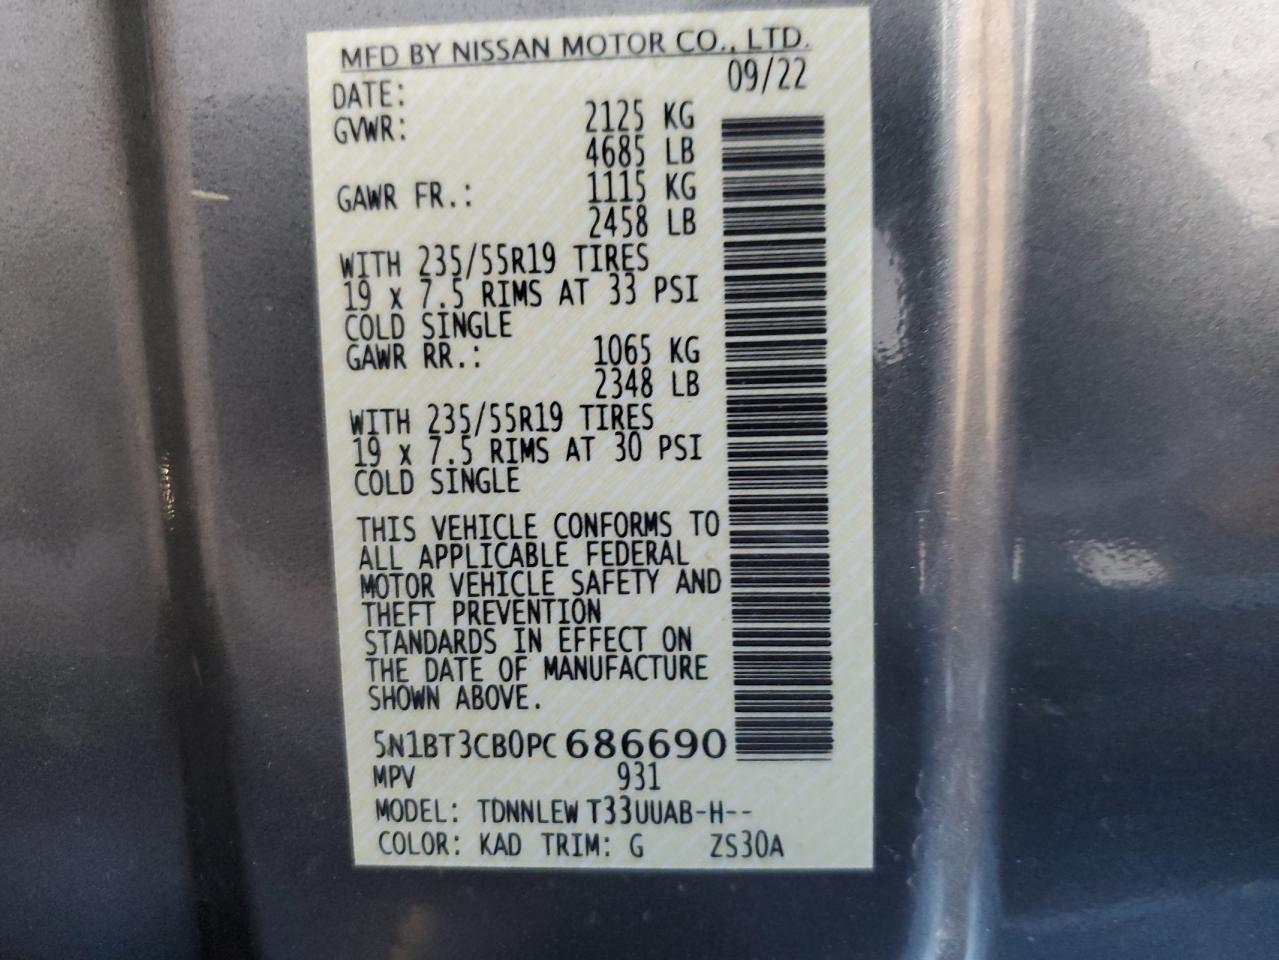 MFD BY NISSAN MOTOR CO., LTD.
DATE: 09/22
GVWR: 2125 KG
4685 LB
GAWR FR.: 1115 KG
2458 LB
WITH 235/55R19 TIRES
19 x 7.5 RIMS AT 33 PSI
COLD SINGLE
GAWR RR.: 1065 KG
2348 LB
WITH 235/55R19 TIRES
19 x 7.5 RIMS AT 30 PSI
COLD SINGLE
THIS VEHICLE CONFORMS TO
ALL APPLICABLE FEDERAL
MOTOR VEHICLE SAFETY AND
THEFT PREVENTION
STANDARDS IN EFFECT ON
THE DATE OF MANUFACTURE
SHOWN ABOVE.
5N1BT3CB0PC686690
MPV 931
MODEL: TDNNLEW T33UUAB-H--
COLOR: KAD TRIM: G ZS30A